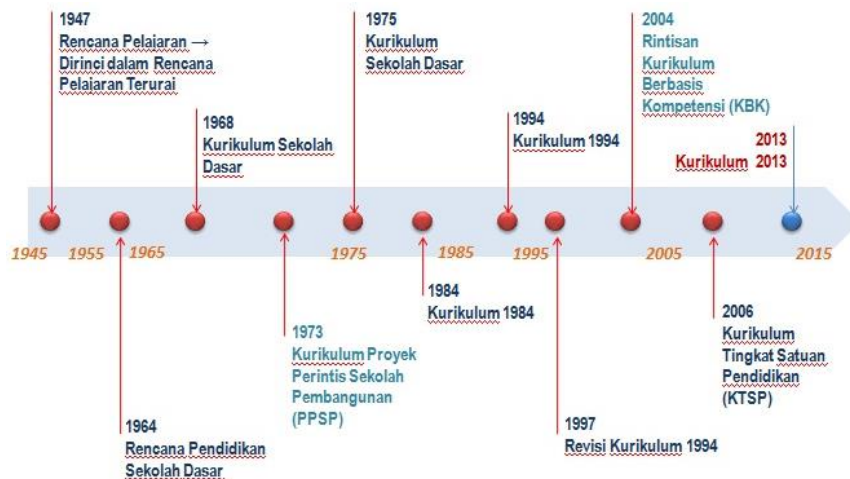 1947
Rencana Pelajaran →
Dirinci dalam Rencana
Pelajaran Terurai
1968
Kurikulum Sekolah
Dasar
1975
Kurikulum
Sekolah Dasar
1994
Kurikulum 1994
2004
Rintisan
Kurikulum
Berbasis
Kompetensi (KBK)
2013
Kurikulum 2013
1945
1955
1965
1975
1985
1995
2005
2015
1964
Rencana Pendidikan
Sekolah Dasar
1973
Kurikulum Proyek
Perintis Sekolah
Pembangunan
(PPSP)
1984
Kurikulum 1984
1997
Revisi Kurikulum 1994
2006
Kurikulum
Tingkat Satuan
Pendidikan
(KTSP)